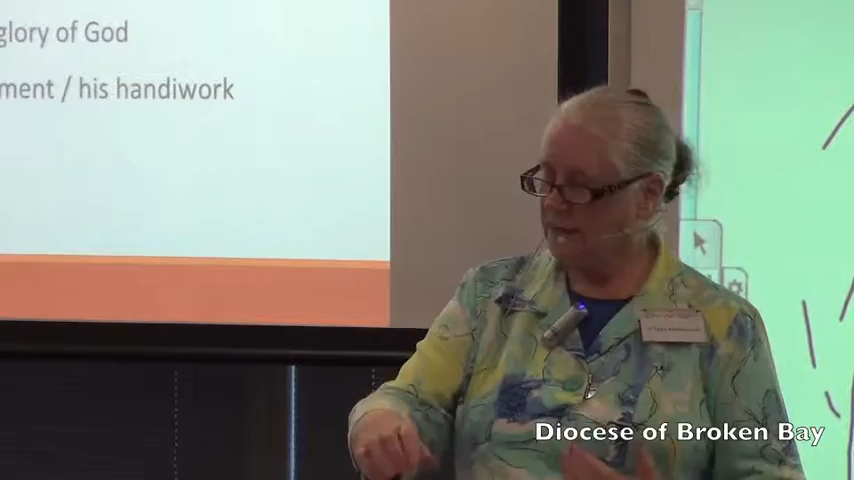 glory of God
ment / his handiwork
Diocese of Broken Bay